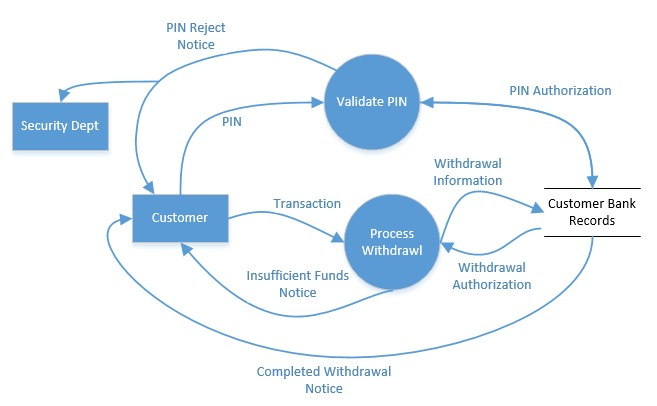 PIN Reject
Notice
PIN Authorization
Validate PIN
Security Dept
PIN
Withdrawal
Information
Transaction
Customer Bank
Records
Customer
Process
Withdrawl
Insufficient Funds
Notice
Withdrawal
Authorization
Completed Withdrawal
Notice